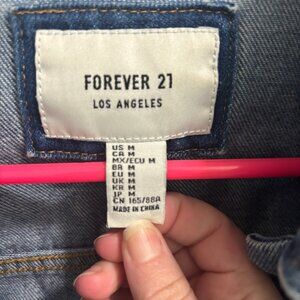 FOREVER 21
LOS ANGELES
US M
CA M
MX/ECU M
BR M
EU M
UK M
KR M
JP M
CN 165/88A
MADE IN CHINA